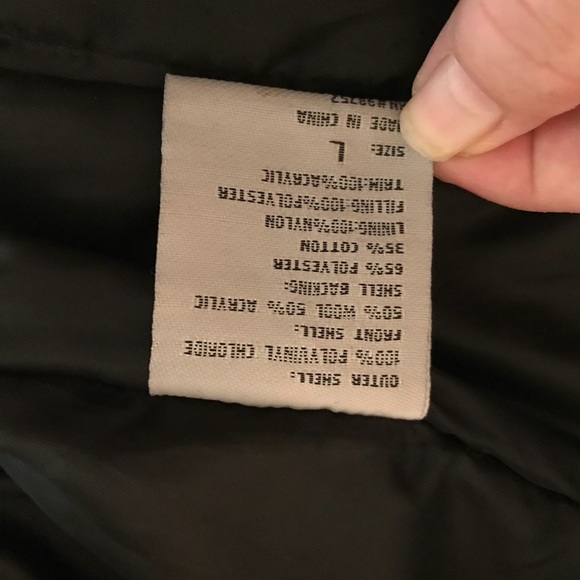 OUTER SHELL:
100% POLYVINYL CHLORIDE
FRONT SHELL:
50% WOOL 50% ACRYLIC
SHELL BACKING:
65% POLYESTER
35% COTTON
LINING:100%NYLON
FILLING:100%POLYESTER
TRIM:100%ACRYLIC
SIZE: L
MADE IN CHINA